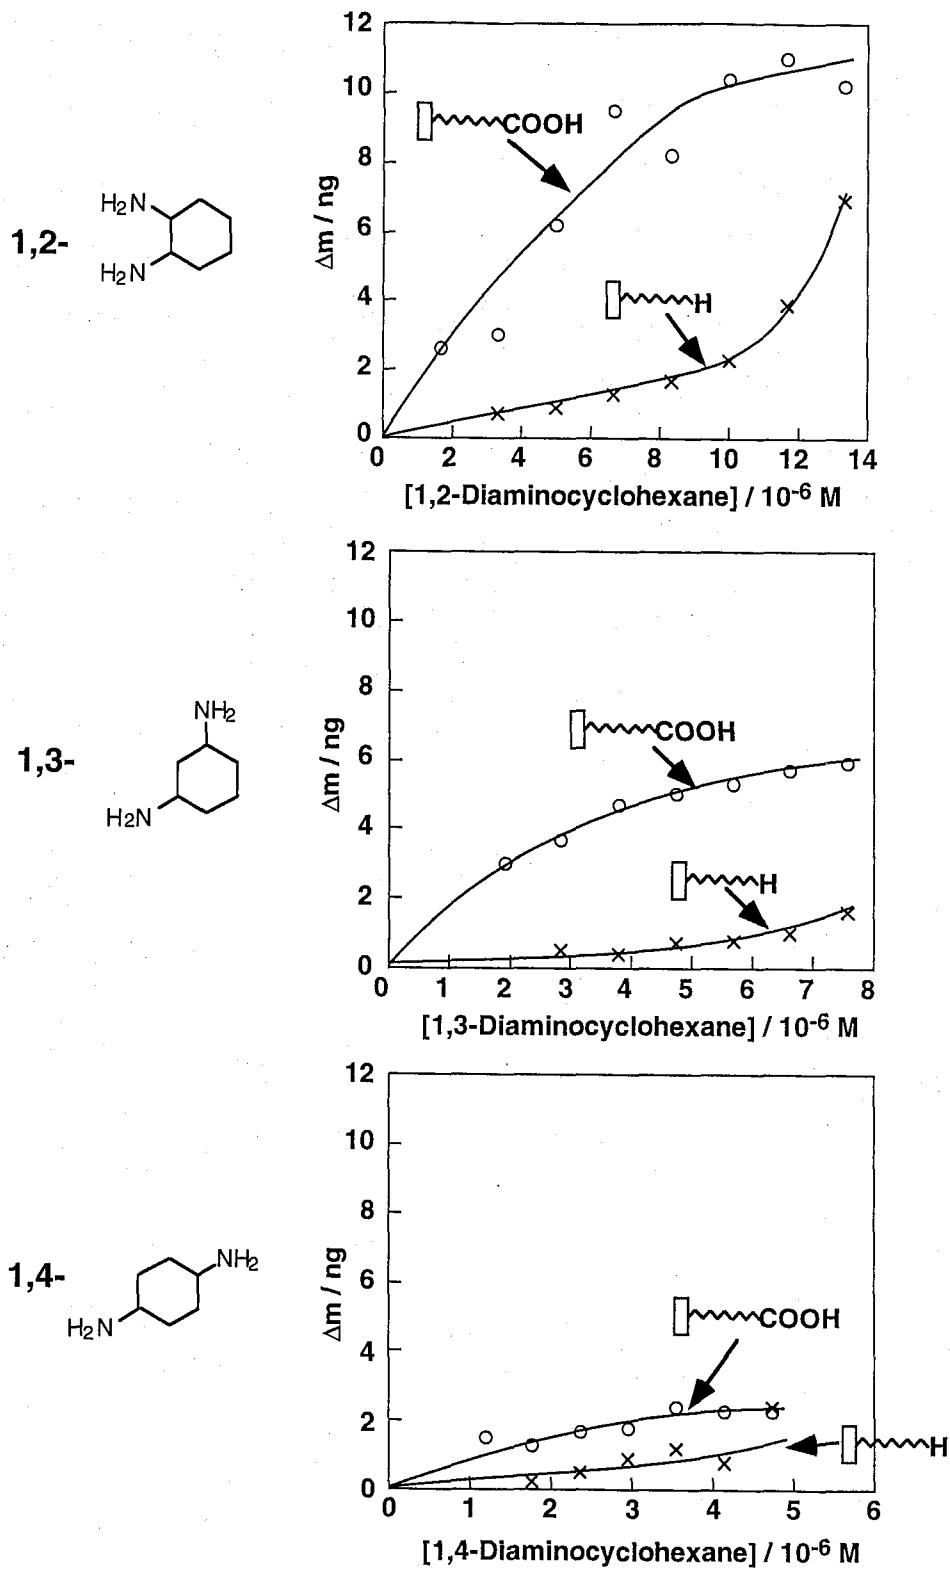 12
10
8
6
4
2
0
Δm / ng
COOH
H
1,2-
H₂N
H₂N
0 2 4 6 8 10 12 14
[1,2-Diaminocyclohexane] / 10⁻⁶ M
12
10
8
6
4
2
0
Δm / ng
COOH
H
1,3-
NH₂
H₂N
0 1 2 3 4 5 6 7 8
[1,3-Diaminocyclohexane] / 10⁻⁶ M
12
10
8
6
4
2
0
Δm / ng
COOH
H
1,4-
NH₂
H₂N
0 1 2 3 4 5 6
[1,4-Diaminocyclohexane] / 10⁻⁶ M